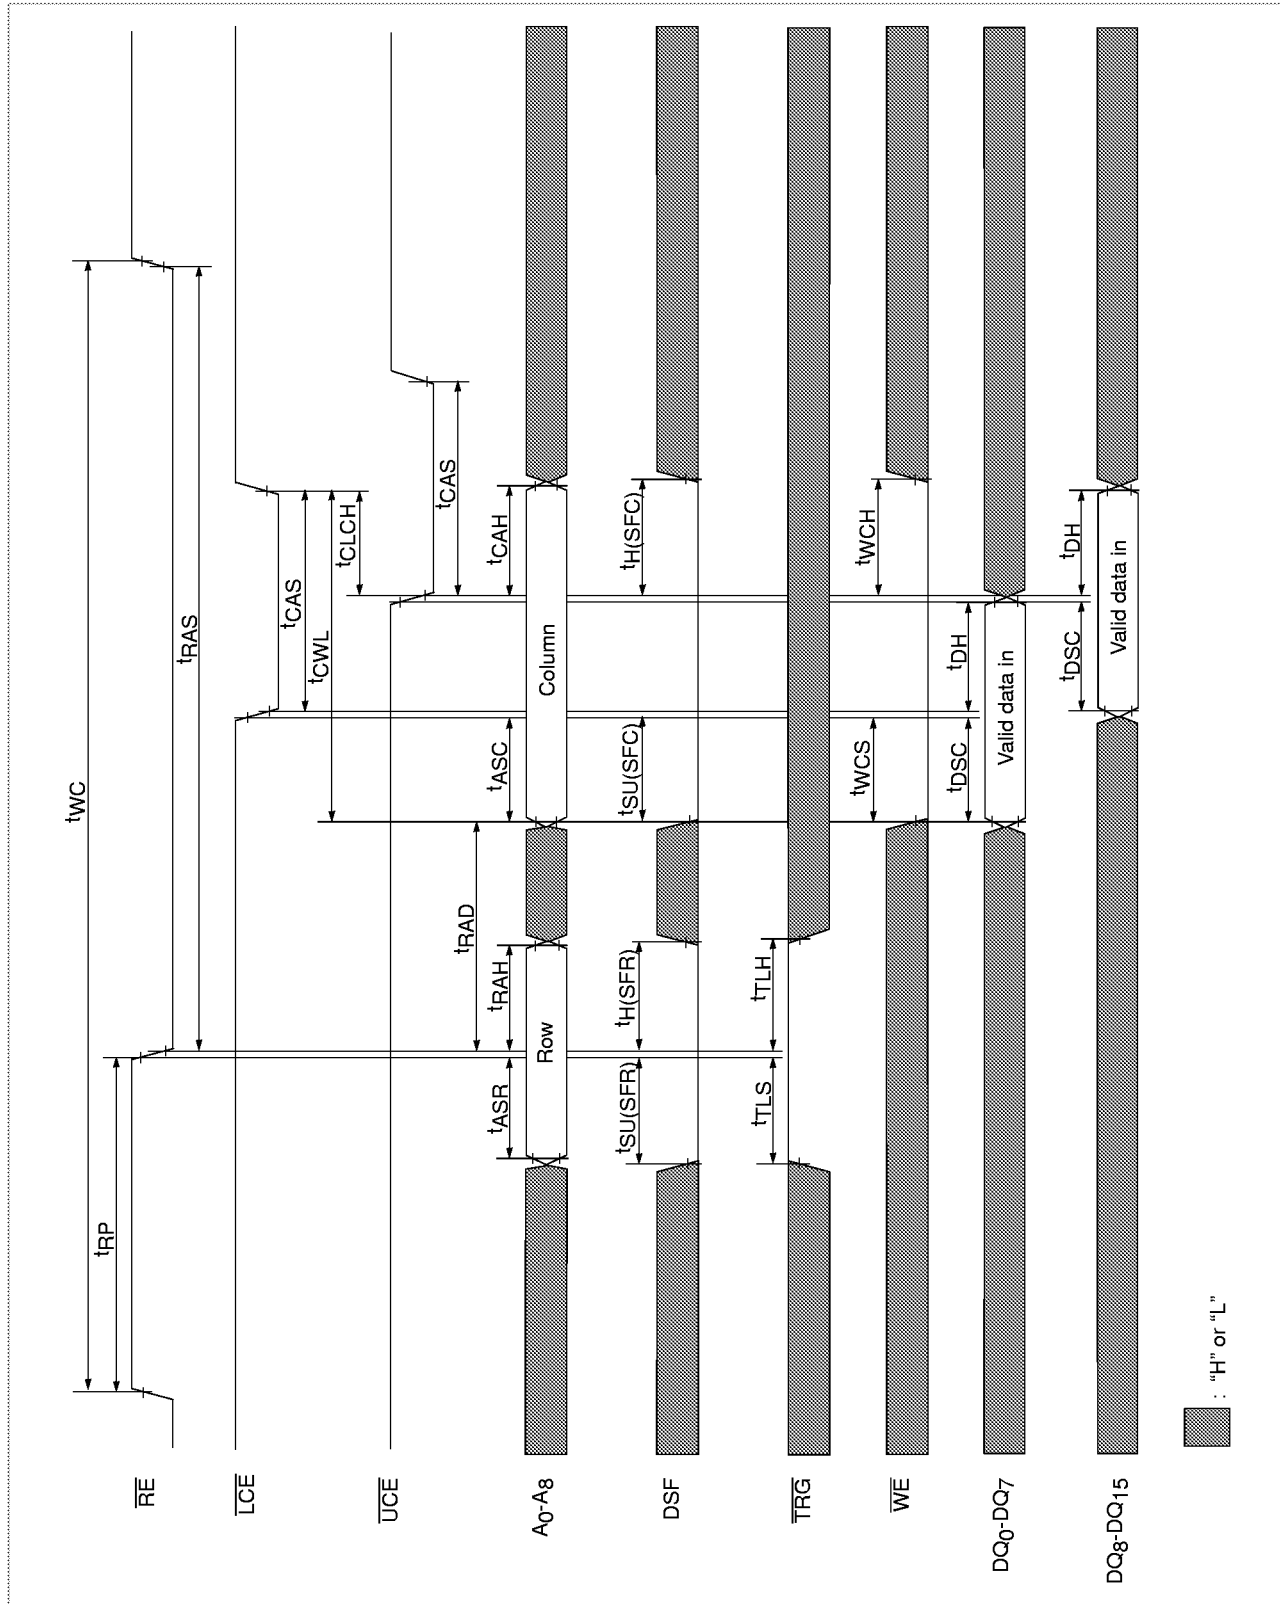 RE
tRP
tWC
tRAS
LCE
tCAS
tCWL
tCLCH
UCE
tCAS
A0-A8
tASR
tRAH
tRAD
tASC
tCAH
Row
Column
DSF
tSU(SFR)
tH(SFR)
tSU(SFC)
tH(SFC)
TRG
tTLS
tTLH
WE
tWCS
tWCH
DQ0-DQ7
tDSC
tDH
Valid data in
DQ8-DQ15
tDSC
tDH
Valid data in
: “H” or “L”